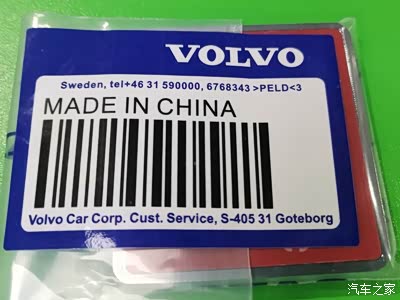 VOLVO
Sweden, tel+46 31 590000, 6768343 >PELD<3
MADE IN CHINA
Volvo Car Corp. Cust. Service, S-405 31 Goteborg
汽车之家